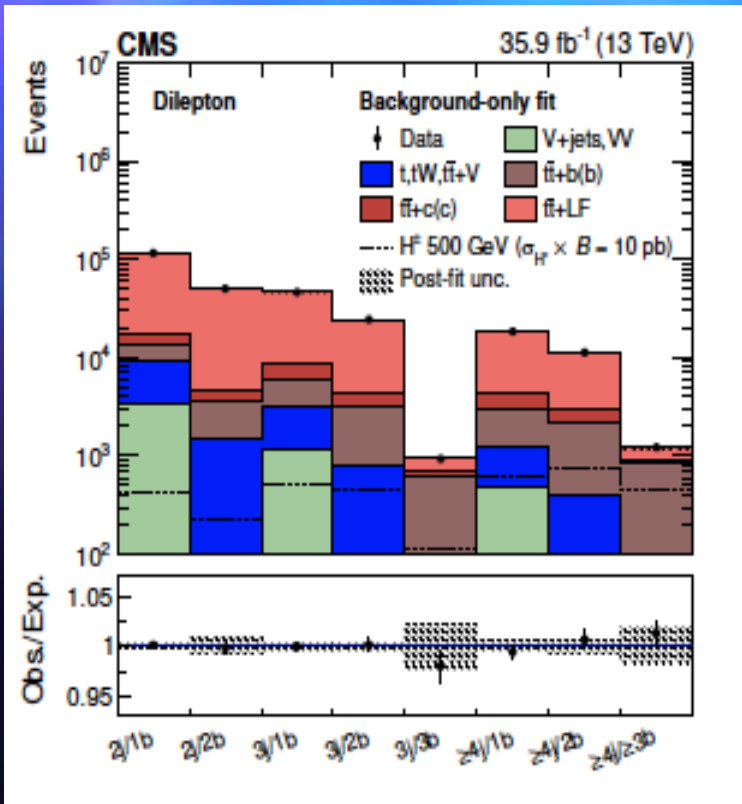 CMS 35.9 fb⁻¹ (13 TeV)
Events
10⁷
10⁶
10⁵
10⁴
10³
10²
Dilepton
Background-only fit
Data
V+jets,VV
t,tW,tt̄+V
tt̄+b(b)
tt̄+c(c)
tt̄+LF
H± 500 GeV (σ_H± × B = 10 pb)
Post-fit unc.
Obs./Exp.
1.05
1
0.95
2j/1b 2j/2b 3j/1b 3j/2b 3j/3b ≥4j/1b ≥4j/2b ≥4j/≥3b